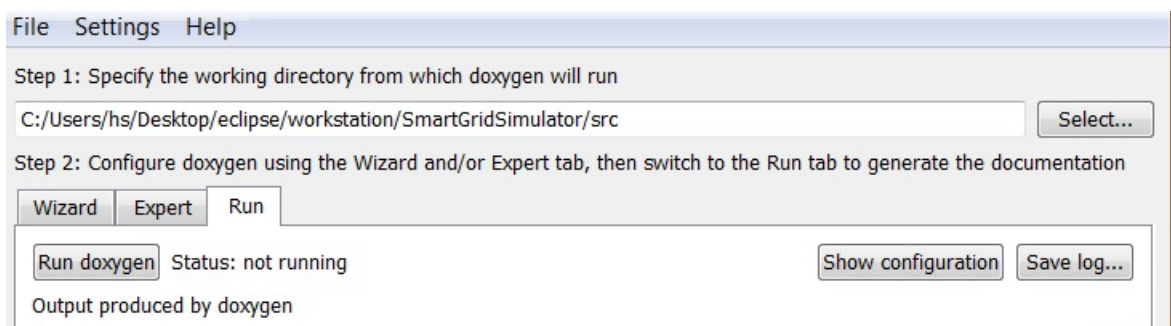 File Settings Help
Step 1: Specify the working directory from which doxygen will run
C:/Users/hs/Desktop/eclipse/workstation/SmartGridSimulator/src Select...
Step 2: Configure doxygen using the Wizard and/or Expert tab, then switch to the Run tab to generate the documentation
Wizard Expert Run
Run doxygen Status: not running Show configuration Save log...
Output produced by doxygen